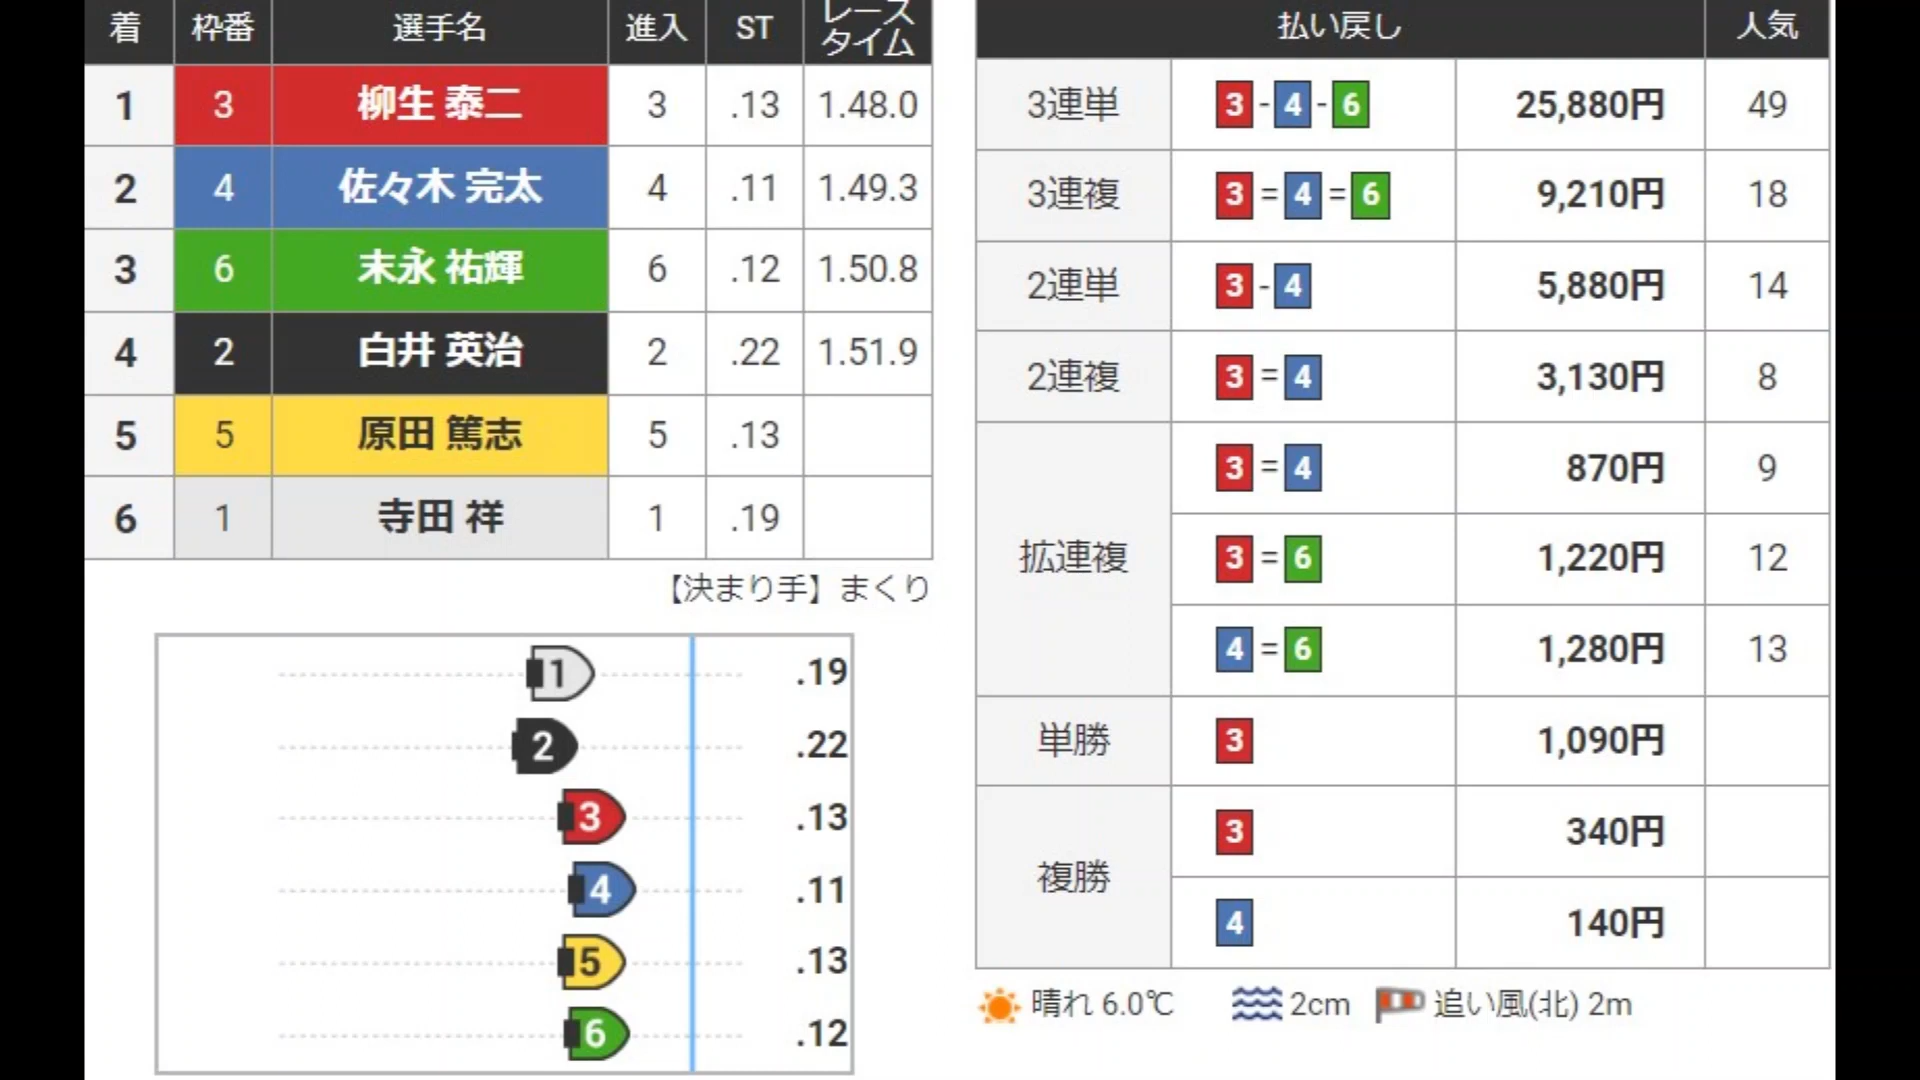 着 枠番 選手名 進入 ST レース
タイム
1 3 柳生 泰二 3 .13 1.48.0
2 4 佐々木 完太 4 .11 1.49.3
3 6 末永 祐輝 6 .12 1.50.8
4 2 白井 英治 2 .22 1.51.9
5 5 原田 篤志 5 .13
6 1 寺田 祥 1 .19
【決まり手】まくり
1 .19
2 .22
3 .13
4 .11
5 .13
6 .12
払い戻し 人気
3連単 3-4-6 25,880円 49
3連複 3=4=6 9,210円 18
2連単 3-4 5,880円 14
2連複 3=4 3,130円 8
拡連複 3=4 870円 9
3=6 1,220円 12
4=6 1,280円 13
単勝 3 1,090円
複勝 3 340円
4 140円
晴れ 6.0℃ 2cm 追い風(北) 2m